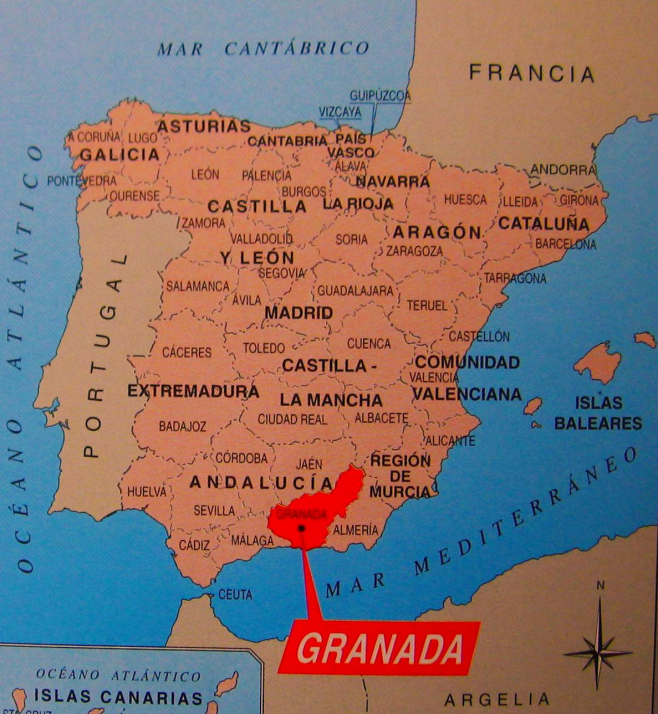 MAR CANTÁBRICO
FRANCIA
GUIPÚZCOA
VIZCAYA
ASTURIAS
A CORUÑA
LUGO
CANTABRIA
PAÍS
VASCO
GALICIA
ÁLAVA
ANDORRA
PONTEVEDRA
LEÓN
PALENCIA
NAVARRA
BURGOS
OURENSE
HUESCA
LLEIDA
GIRONA
CASTILLA
LA RIOJA
ZAMORA
ARAGÓN
CATALUÑA
VALLADOLID
SORIA
ZARAGOZA
BARCELONA
Y LEÓN
SEGOVIA
TARRAGONA
SALAMANCA
ÁVILA
GUADALAJARA
TERUEL
MADRID
OCÉANO ATLÁNTICO
PORTUGAL
CASTELLÓN
CÁCERES
TOLEDO
CUENCA
CASTILLA -
COMUNIDAD
VALENCIA
EXTREMADURA
LA MANCHA
VALENCIANA
ISLAS
BALEARES
CIUDAD REAL
ALBACETE
BADAJOZ
ALICANTE
CÓRDOBA
JAÉN
REGIÓN
DE
MURCIA
ANDALUCÍA
HUELVA
SEVILLA
GRANADA
ALMERÍA
CÁDIZ
MÁLAGA
MAR MEDITERRÁNEO
CEUTA
N
GRANADA
OCÉANO ATLÁNTICO
ISLAS CANARIAS
ARGELIA